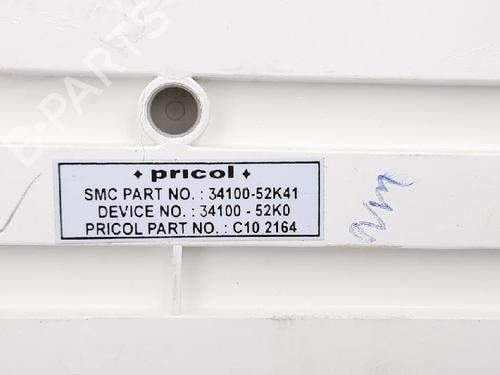 B-PARTS
pricol
SMC PART NO. : 34100-52K41
DEVICE NO. : 34100 - 52K0
PRICOL PART NO. : C10 2164